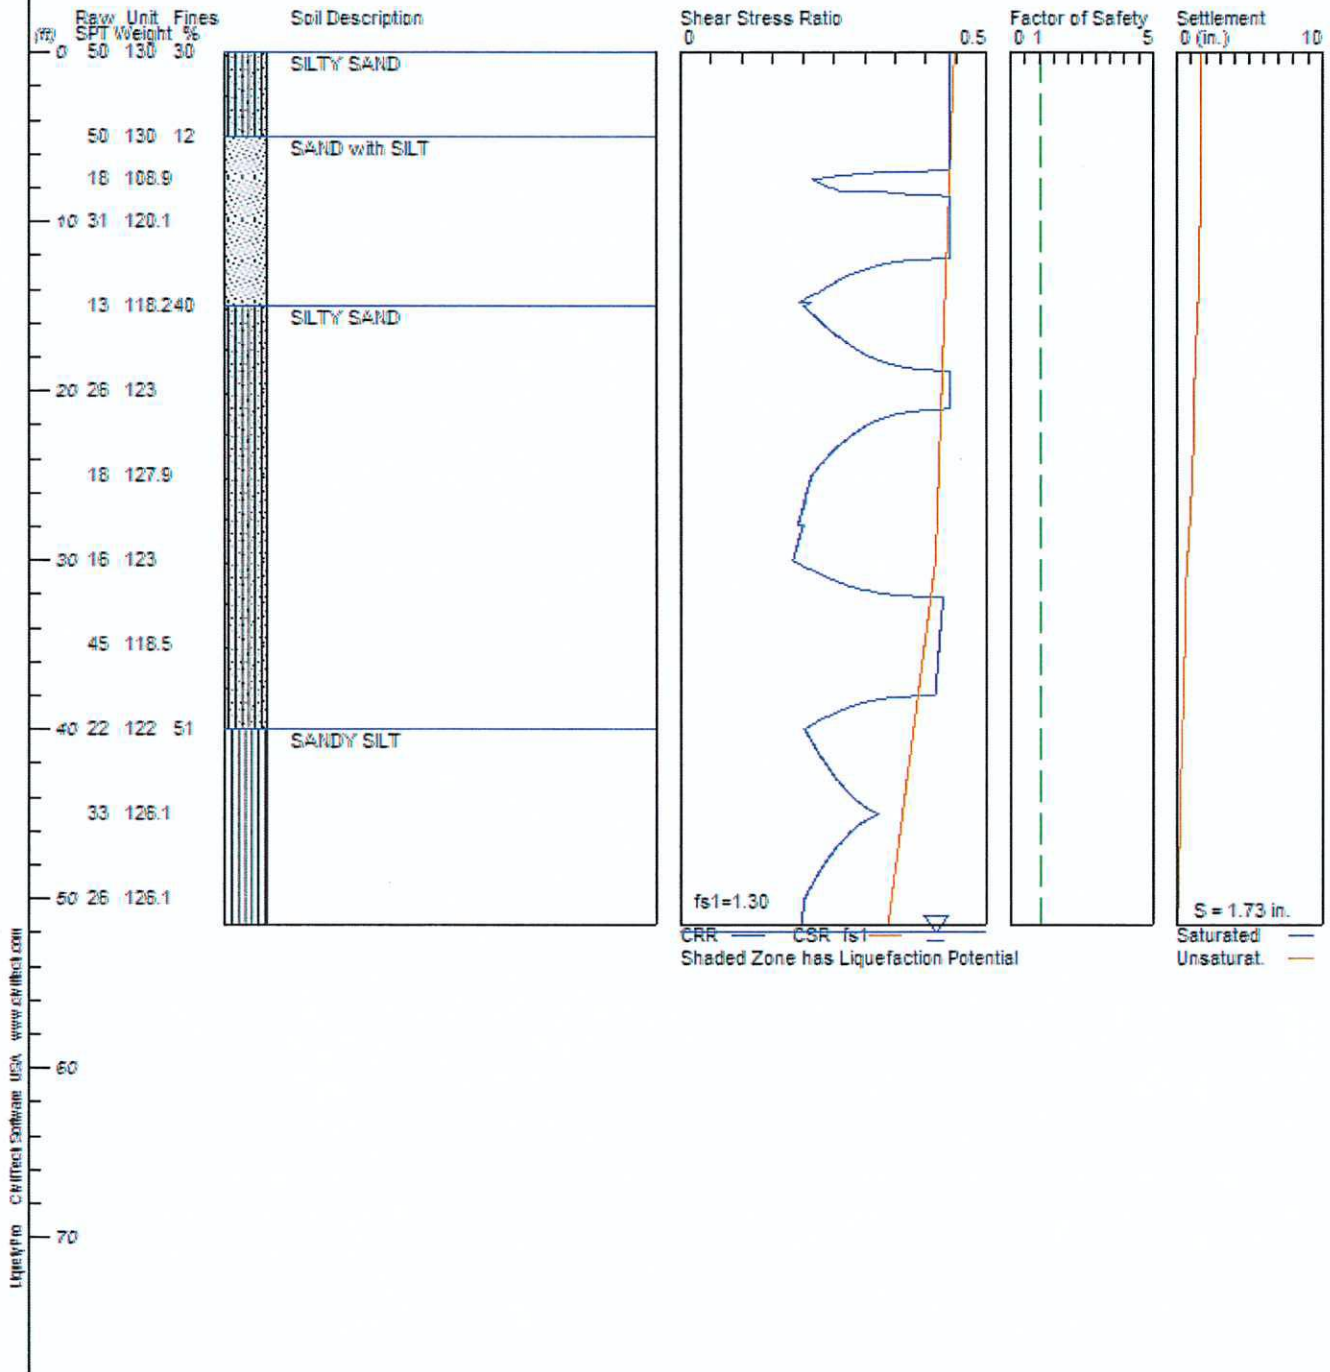 Raw Unit Fines Soil Description Shear Stress Ratio Factor of Safety Settlement
(ft) SPT Weight % 0 0.5 0 1 5 0 (in.) 10
0 50 130 30
SILTY SAND
50 130 12
SAND with SILT
18 108.9
10 31 120.1
13 118.2 40
SILTY SAND
20 26 123
18 127.9
30 16 123
45 118.5
40 22 122 51
SANDY SILT
33 126.1
50 26 126.1
fs1=1.30
S = 1.73 in.
CRR CSR fs1 Saturated
Shaded Zone has Liquefaction Potential Unsaturat.
60
70
LiquefyPro CivilTech Software USA www.civiltech.com